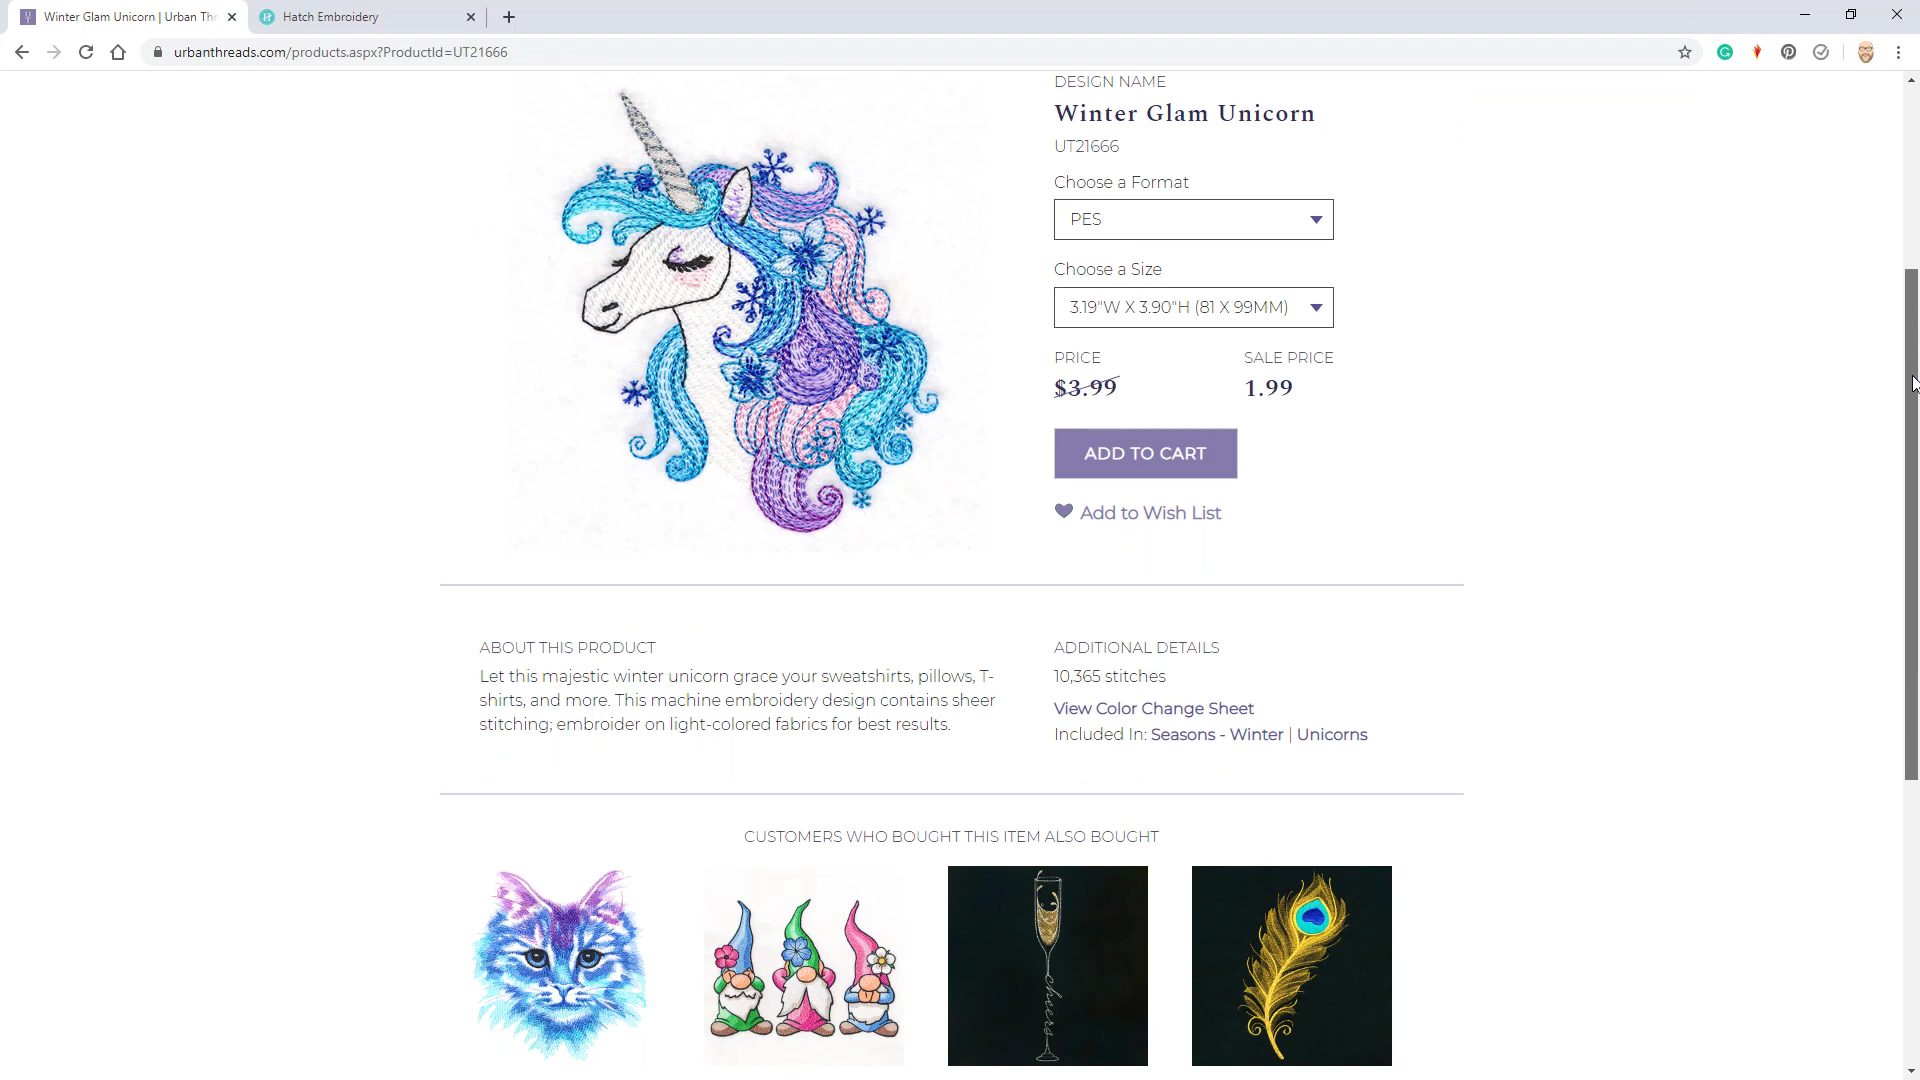 Winter Glam Unicorn | Urban Thr
Hatch Embroidery
urbanthreads.com/products.aspx?ProductId=UT21666
DESIGN NAME
Winter Glam Unicorn
UT21666
Choose a Format
PES
Choose a Size
3.19"W X 3.90"H (81 X 99MM)
PRICE
SALE PRICE
$3.99
1.99
ADD TO CART
Add to Wish List
ABOUT THIS PRODUCT
Let this majestic winter unicorn grace your sweatshirts, pillows, T-
shirts, and more. This machine embroidery design contains sheer
stitching; embroider on light-colored fabrics for best results.
ADDITIONAL DETAILS
10,365 stitches
View Color Change Sheet
Included In: Seasons - Winter | Unicorns
CUSTOMERS WHO BOUGHT THIS ITEM ALSO BOUGHT
cheers